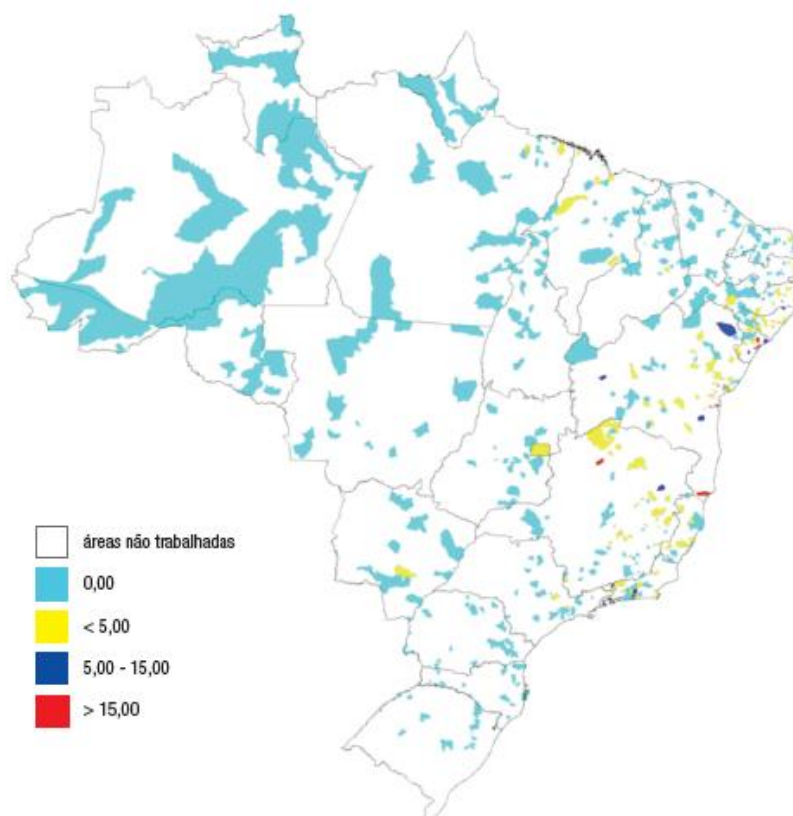 áreas não trabalhadas
0,00
< 5,00
5,00 - 15,00
> 15,00